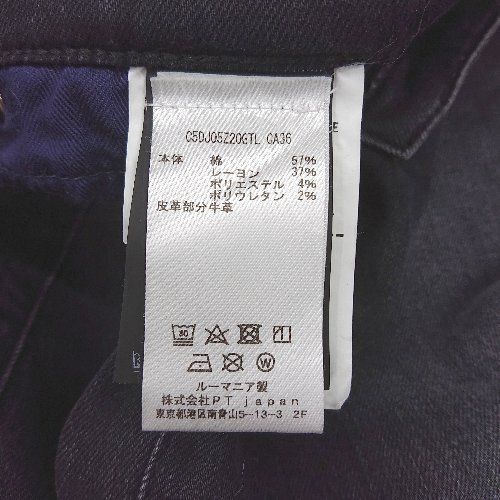 C5DJ05Z20GTL CA36
本体 綿 57%
レーヨン 37%
ポリエステル 4%
ポリウレタン 2%
皮革部分牛革
30
W
ルーマニア製
株式会社PT japan
東京都港区南青山5-13-3 2F